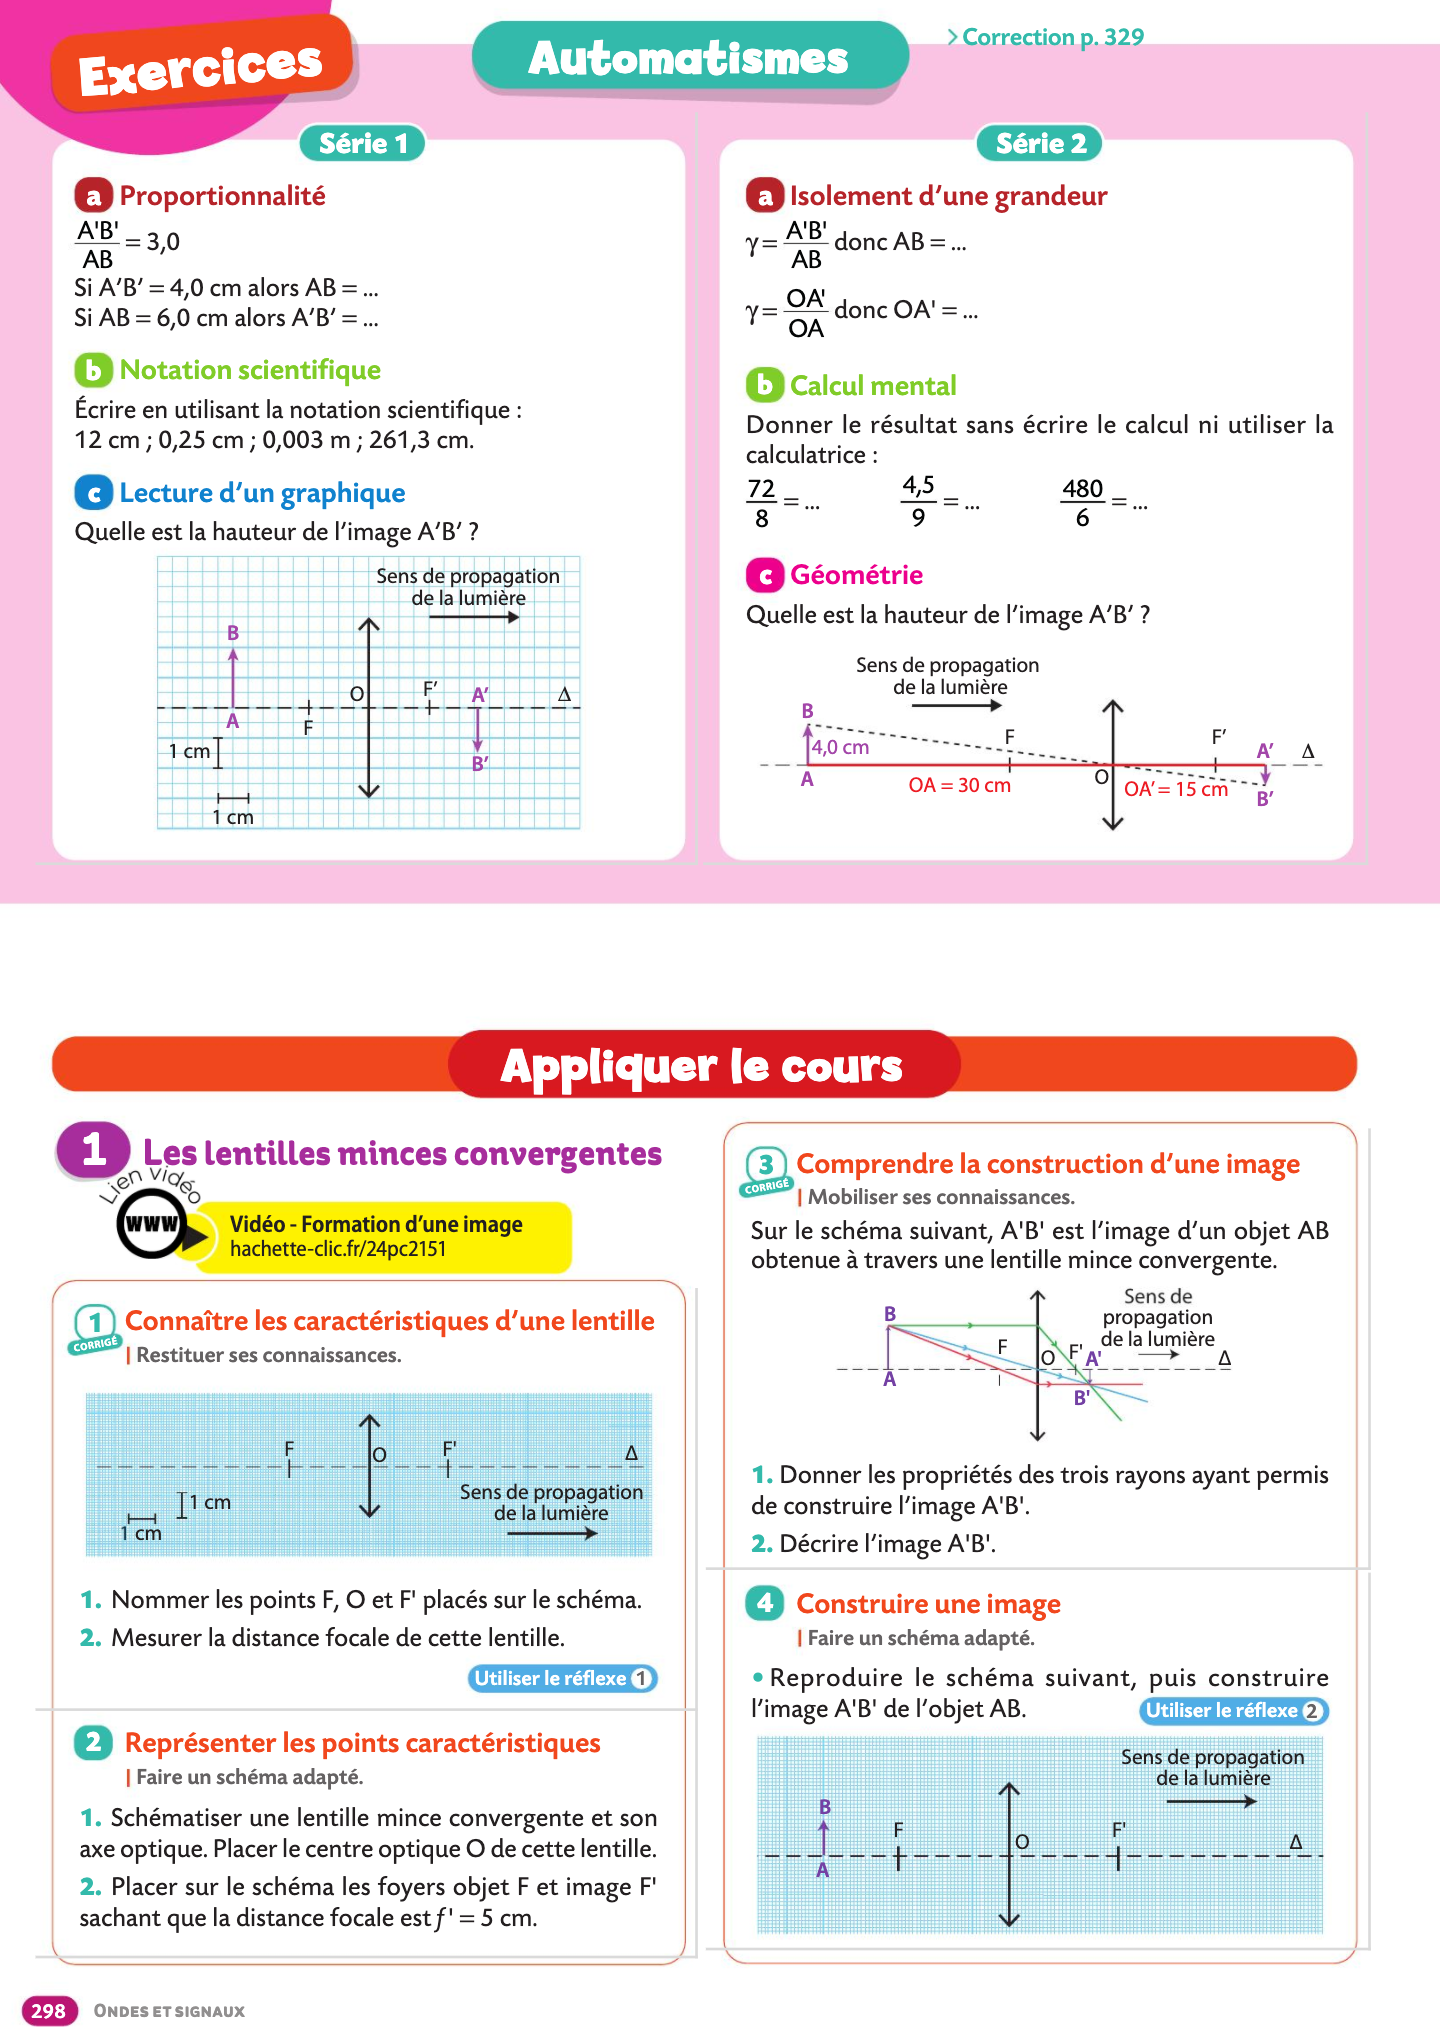 Exercices
Automatismes
> Correction p. 329
Série 1
a Proportionnalité
A'B'/AB = 3,0
Si A'B' = 4,0 cm alors AB = ...
Si AB = 6,0 cm alors A'B' = ...
b Notation scientifique
Écrire en utilisant la notation scientifique :
12 cm ; 0,25 cm ; 0,003 m ; 261,3 cm.
c Lecture d'un graphique
Quelle est la hauteur de l'image A'B' ?
Sens de propagation
de la lumière
B
O F' A' Δ
A F
1 cm
B'
1 cm
Série 2
a Isolement d'une grandeur
γ = A'B'/AB donc AB = ...
γ = OA'/OA donc OA' = ...
b Calcul mental
Donner le résultat sans écrire le calcul ni utiliser la
calculatrice :
72/8 = ... 4,5/9 = ... 480/6 = ...
c Géométrie
Quelle est la hauteur de l'image A'B' ?
Sens de propagation
de la lumière
B
4,0 cm F F' A' Δ
A OA = 30 cm O OA' = 15 cm B'
Appliquer le cours
1 Les lentilles minces convergentes
Lien vidéo
www
Vidéo - Formation d'une image
hachette-clic.fr/24pc2151
1 Connaître les caractéristiques d'une lentille
CORRIGÉ
| Restituer ses connaissances.
F O F' Δ
1 cm
1 cm
Sens de propagation
de la lumière
1. Nommer les points F, O et F' placés sur le schéma.
2. Mesurer la distance focale de cette lentille.
Utiliser le réflexe 1
2 Représenter les points caractéristiques
| Faire un schéma adapté.
1. Schématiser une lentille mince convergente et son
axe optique. Placer le centre optique O de cette lentille.
2. Placer sur le schéma les foyers objet F et image F'
sachant que la distance focale est f' = 5 cm.
3 Comprendre la construction d'une image
CORRIGÉ
| Mobiliser ses connaissances.
Sur le schéma suivant, A'B' est l'image d'un objet AB
obtenue à travers une lentille mince convergente.
Sens de
propagation
de la lumière
B
F O F' A' Δ
A B'
1. Donner les propriétés des trois rayons ayant permis
de construire l'image A'B'.
2. Décrire l'image A'B'.
4 Construire une image
| Faire un schéma adapté.
• Reproduire le schéma suivant, puis construire
l'image A'B' de l'objet AB.
Utiliser le réflexe 2
Sens de propagation
de la lumière
B
F O F' Δ
A
298 ONDES ET SIGNAUX